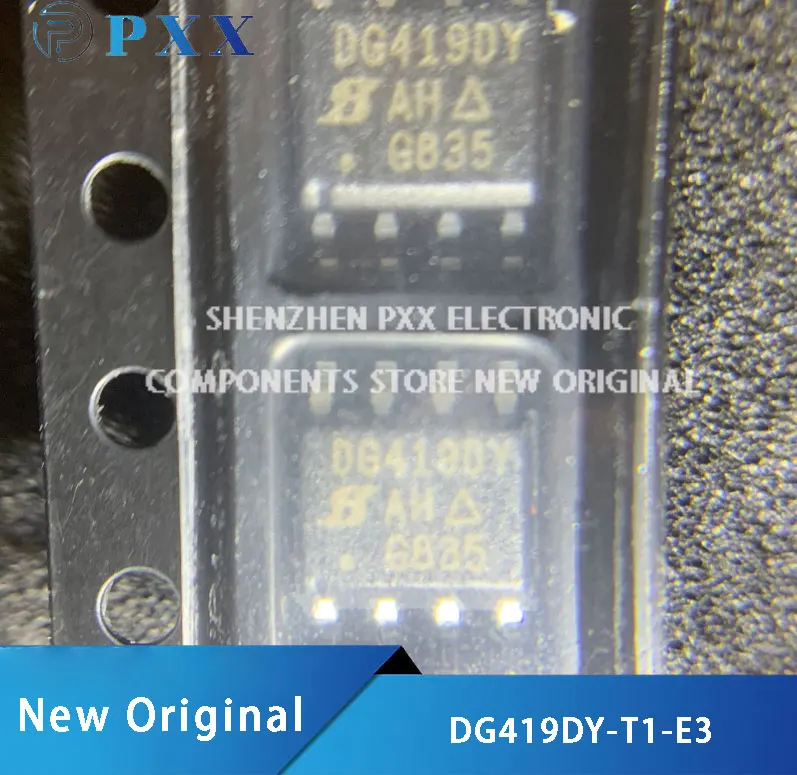 PXX
DG419DY
AH △
. G835
SHENZHEN PXX ELECTRONIC
COMPONENTS STORE NEW ORIGINAL
DG419DY
AH △
. G835
New Original
DG419DY-T1-E3